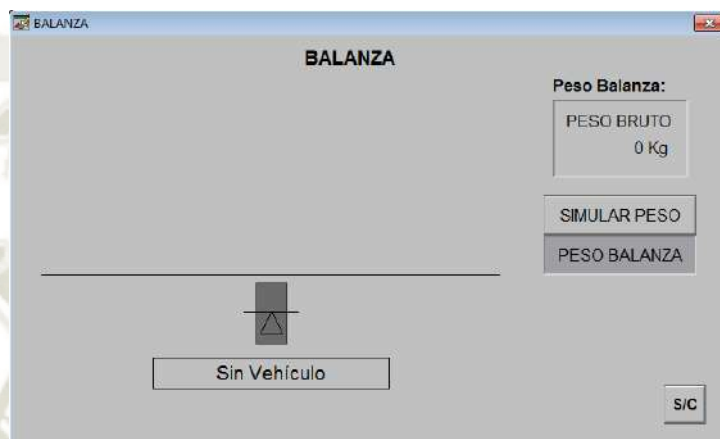 BALANZA
BALANZA
Peso Balanza:
PESO BRUTO
0 Kg
SIMULAR PESO
PESO BALANZA
Sin Vehículo
S/C